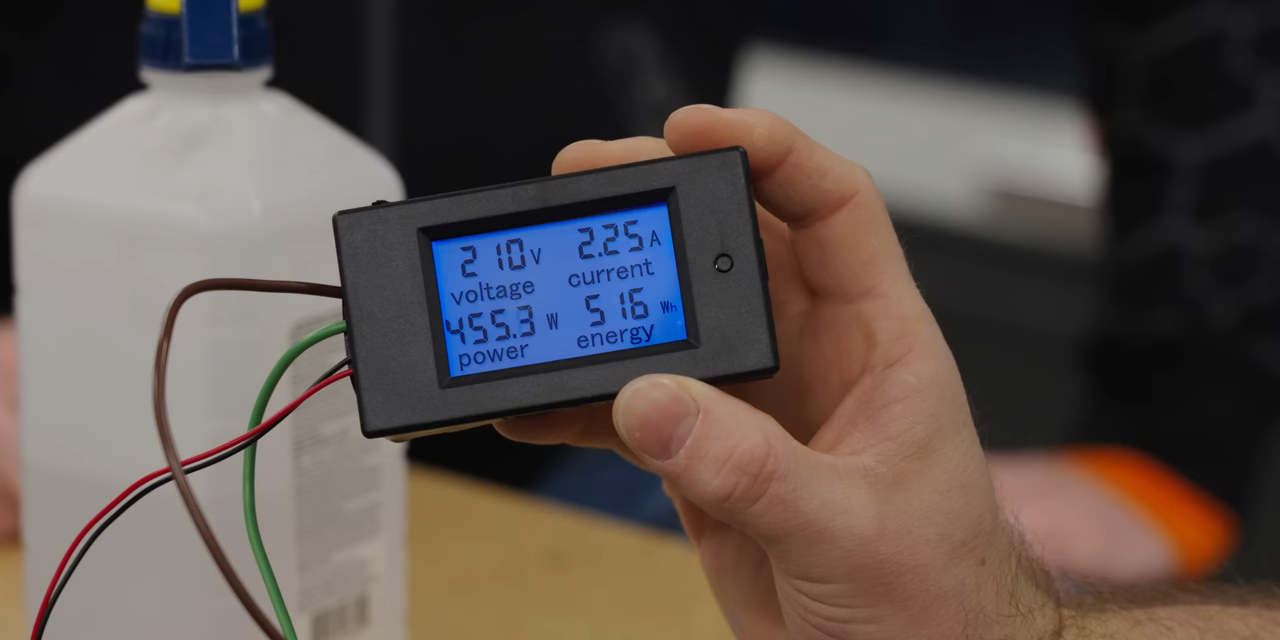 210V 2.25A
voltage current
455.3 W 516 Wh
power energy